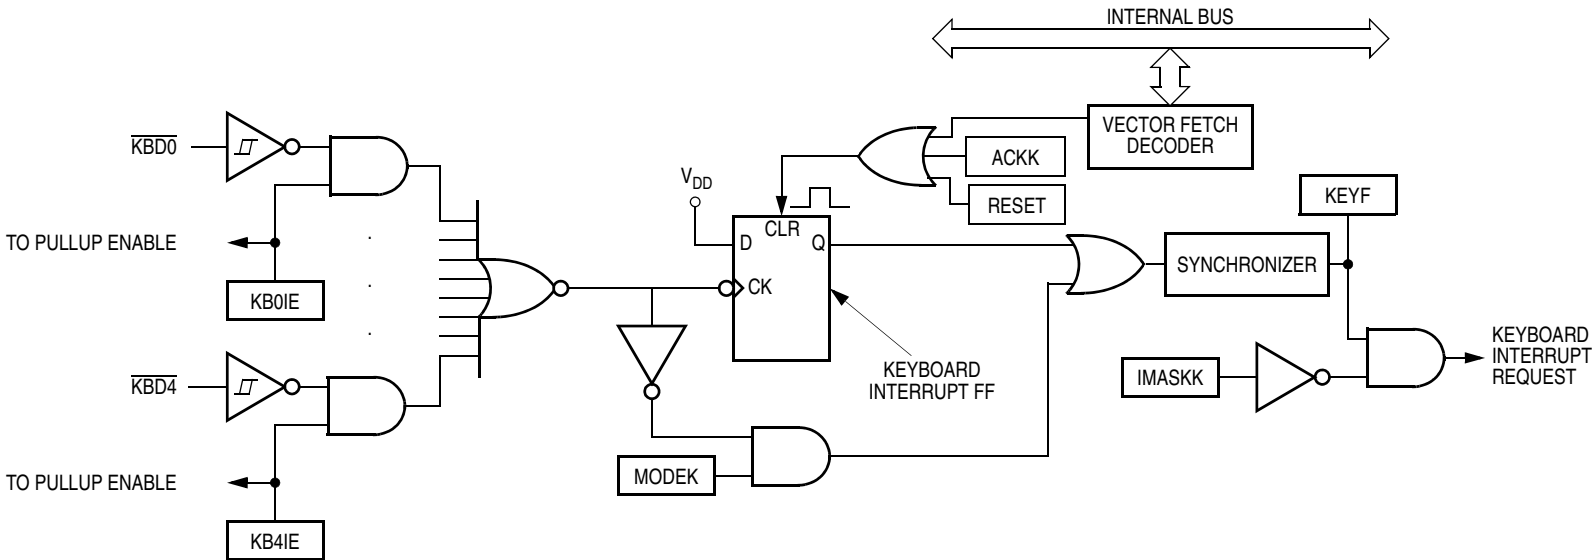 INTERNAL BUS
VECTOR FETCH
DECODER
KBD0
ACKK
VDD
RESET
KEYF
TO PULLUP ENABLE
D
CLR
Q
SYNCHRONIZER
CK
KB0IE
KEYBOARD
INTERRUPT FF
KEYBOARD
INTERRUPT
REQUEST
KBD4
IMASKK
MODEK
TO PULLUP ENABLE
KB4IE